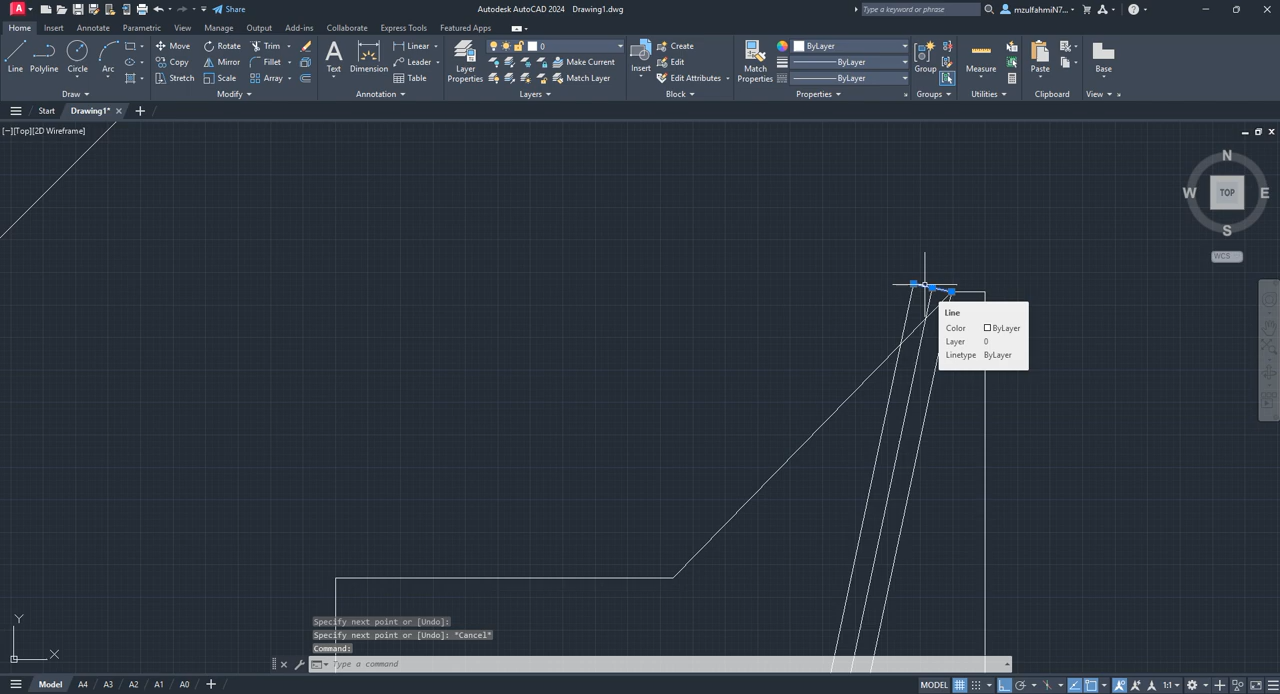 A Share Autodesk AutoCAD 2024 Drawing1.dwg Type a keyword or phrase mzulfahmiN7...
Home Insert Annotate Parametric View Manage Output Add-ins Collaborate Express Tools Featured Apps
Line Polyline Circle Arc
Move Rotate Trim
Copy Mirror Fillet
Stretch Scale Array
Text Dimension
Linear
Leader
Table
Layer Properties
0
Make Current
Match Layer
Insert
Create
Edit
Edit Attributes
Match Properties
ByLayer
ByLayer
ByLayer
Group
Measure
Paste
Base
Draw Modify Annotation Layers Block Properties Groups Utilities Clipboard View
Start Drawing1*
[−][Top][2D Wireframe]
N
W TOP E
S
WCS
Line
Color ByLayer
Layer 0
Linetype ByLayer
Y
X
Specify next point or [Undo]:
Specify next point or [Undo]: *Cancel*
Command:
Type a command
Model A4 A3 A2 A1 A0 MODEL 1:1